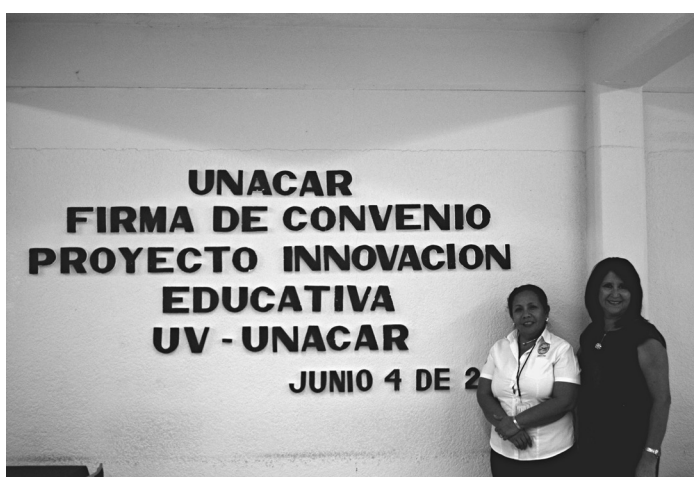 UNACAR
FIRMA DE CONVENIO
PROYECTO INNOVACION
EDUCATIVA
UV - UNACAR
JUNIO 4 DE 2